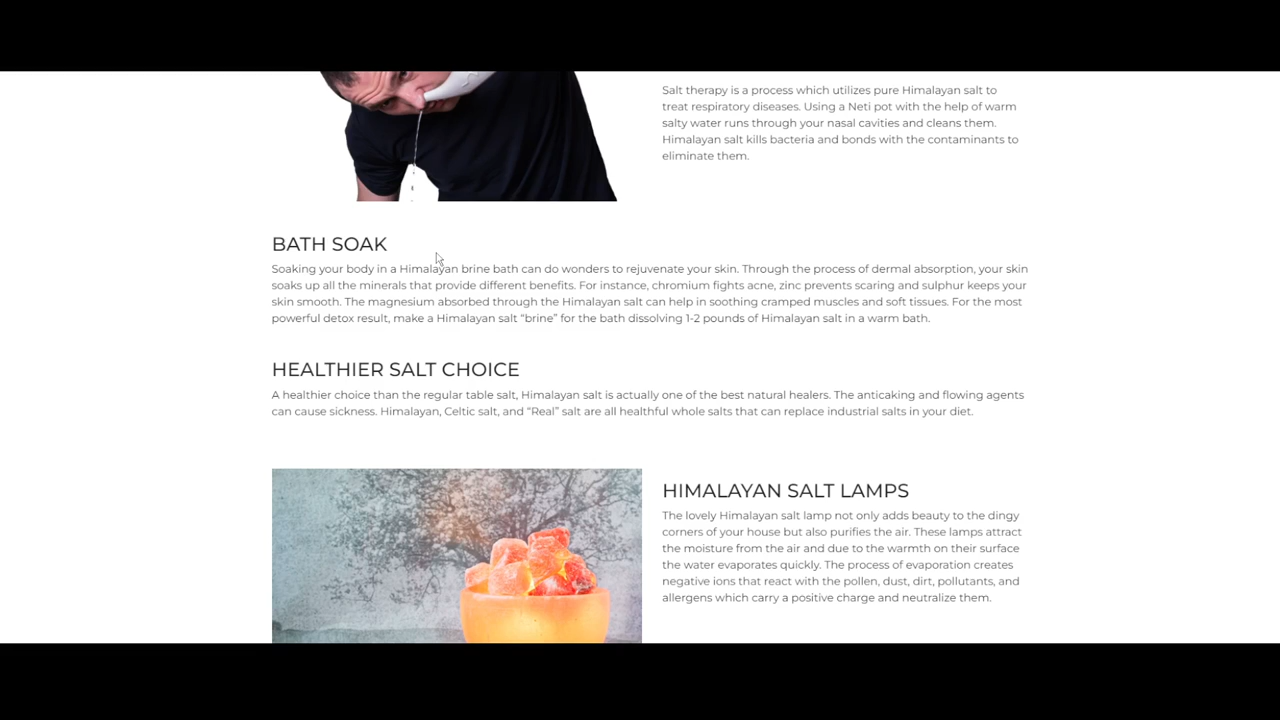 Salt therapy is a process which utilizes pure Himalayan salt to
treat respiratory diseases. Using a Neti pot with the help of warm
salty water runs through your nasal cavities and cleans them.
Himalayan salt kills bacteria and bonds with the contaminants to
eliminate them.
BATH SOAK
Soaking your body in a Himalayan brine bath can do wonders to rejuvenate your skin. Through the process of dermal absorption, your skin
soaks up all the minerals that provide different benefits. For instance, chromium fights acne, zinc prevents scaring and sulphur keeps your
skin smooth. The magnesium absorbed through the Himalayan salt can help in soothing cramped muscles and soft tissues. For the most
powerful detox result, make a Himalayan salt “brine” for the bath dissolving 1-2 pounds of Himalayan salt in a warm bath.
HEALTHIER SALT CHOICE
A healthier choice than the regular table salt, Himalayan salt is actually one of the best natural healers. The anticaking and flowing agents
can cause sickness. Himalayan, Celtic salt, and “Real” salt are all healthful whole salts that can replace industrial salts in your diet.
HIMALAYAN SALT LAMPS
The lovely Himalayan salt lamp not only adds beauty to the dingy
corners of your house but also purifies the air. These lamps attract
the moisture from the air and due to the warmth on their surface
the water evaporates quickly. The process of evaporation creates
negative ions that react with the pollen, dust, dirt, pollutants, and
allergens which carry a positive charge and neutralize them.